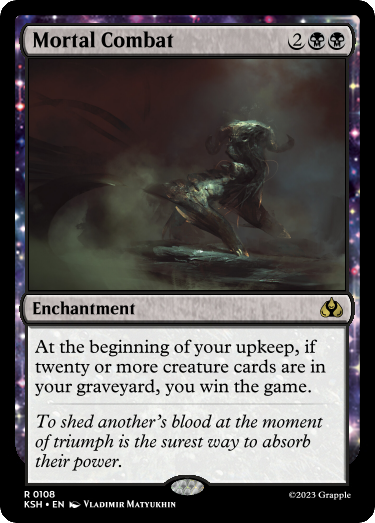 Mortal Combat 2
Enchantment
At the beginning of your upkeep, if
twenty or more creature cards are in
your graveyard, you win the game.
To shed another's blood at the moment
of triumph is the surest way to absorb
their power.
R 0108
KSH • EN Vladimir Matyukhin
©2023 Grapple